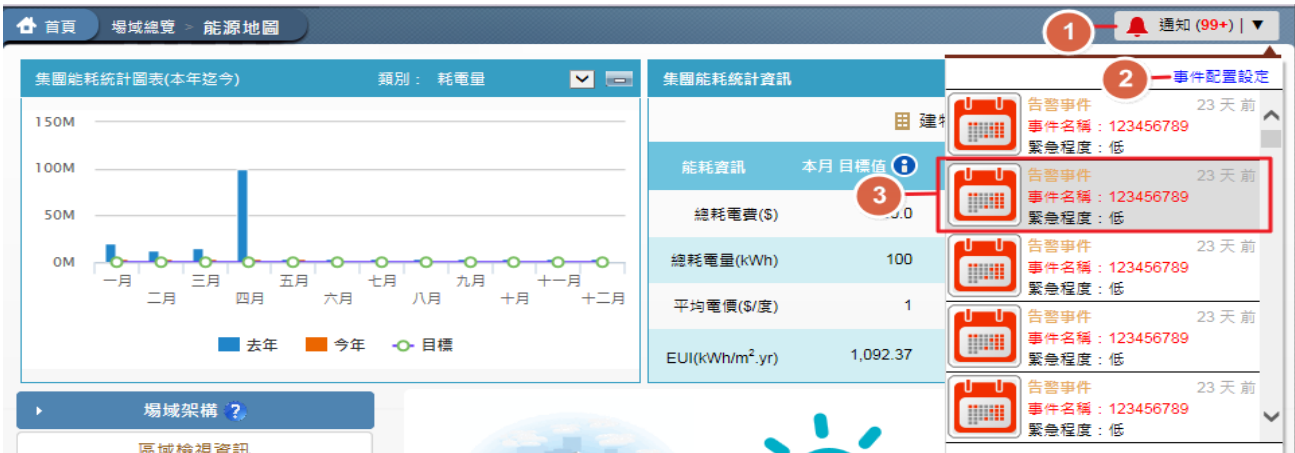 首頁 場域總覽 > 能源地圖
1 通知 (99+) | ▼
集團能耗統計圖表(本年迄今) 類別： 耗電量
150M
100M
50M
0M
一月 二月 三月 四月 五月 六月 七月 八月 九月 十月 十一月 十二月
去年 今年 目標
場域架構 ?
區域檢視資訊
集團能耗統計資訊
能耗資訊 本月 目標值
總耗電費($)
總耗電量(kWh) 100
平均電價($/度) 1
EUI(kWh/m².yr) 1,092.37
2 事件配置設定
告警事件 23 天 前
事件名稱：123456789
緊急程度：低
3
告警事件 23 天 前
事件名稱：123456789
緊急程度：低
告警事件 23 天 前
事件名稱：123456789
緊急程度：低
告警事件 23 天 前
事件名稱：123456789
緊急程度：低
告警事件 23 天 前
事件名稱：123456789
緊急程度：低